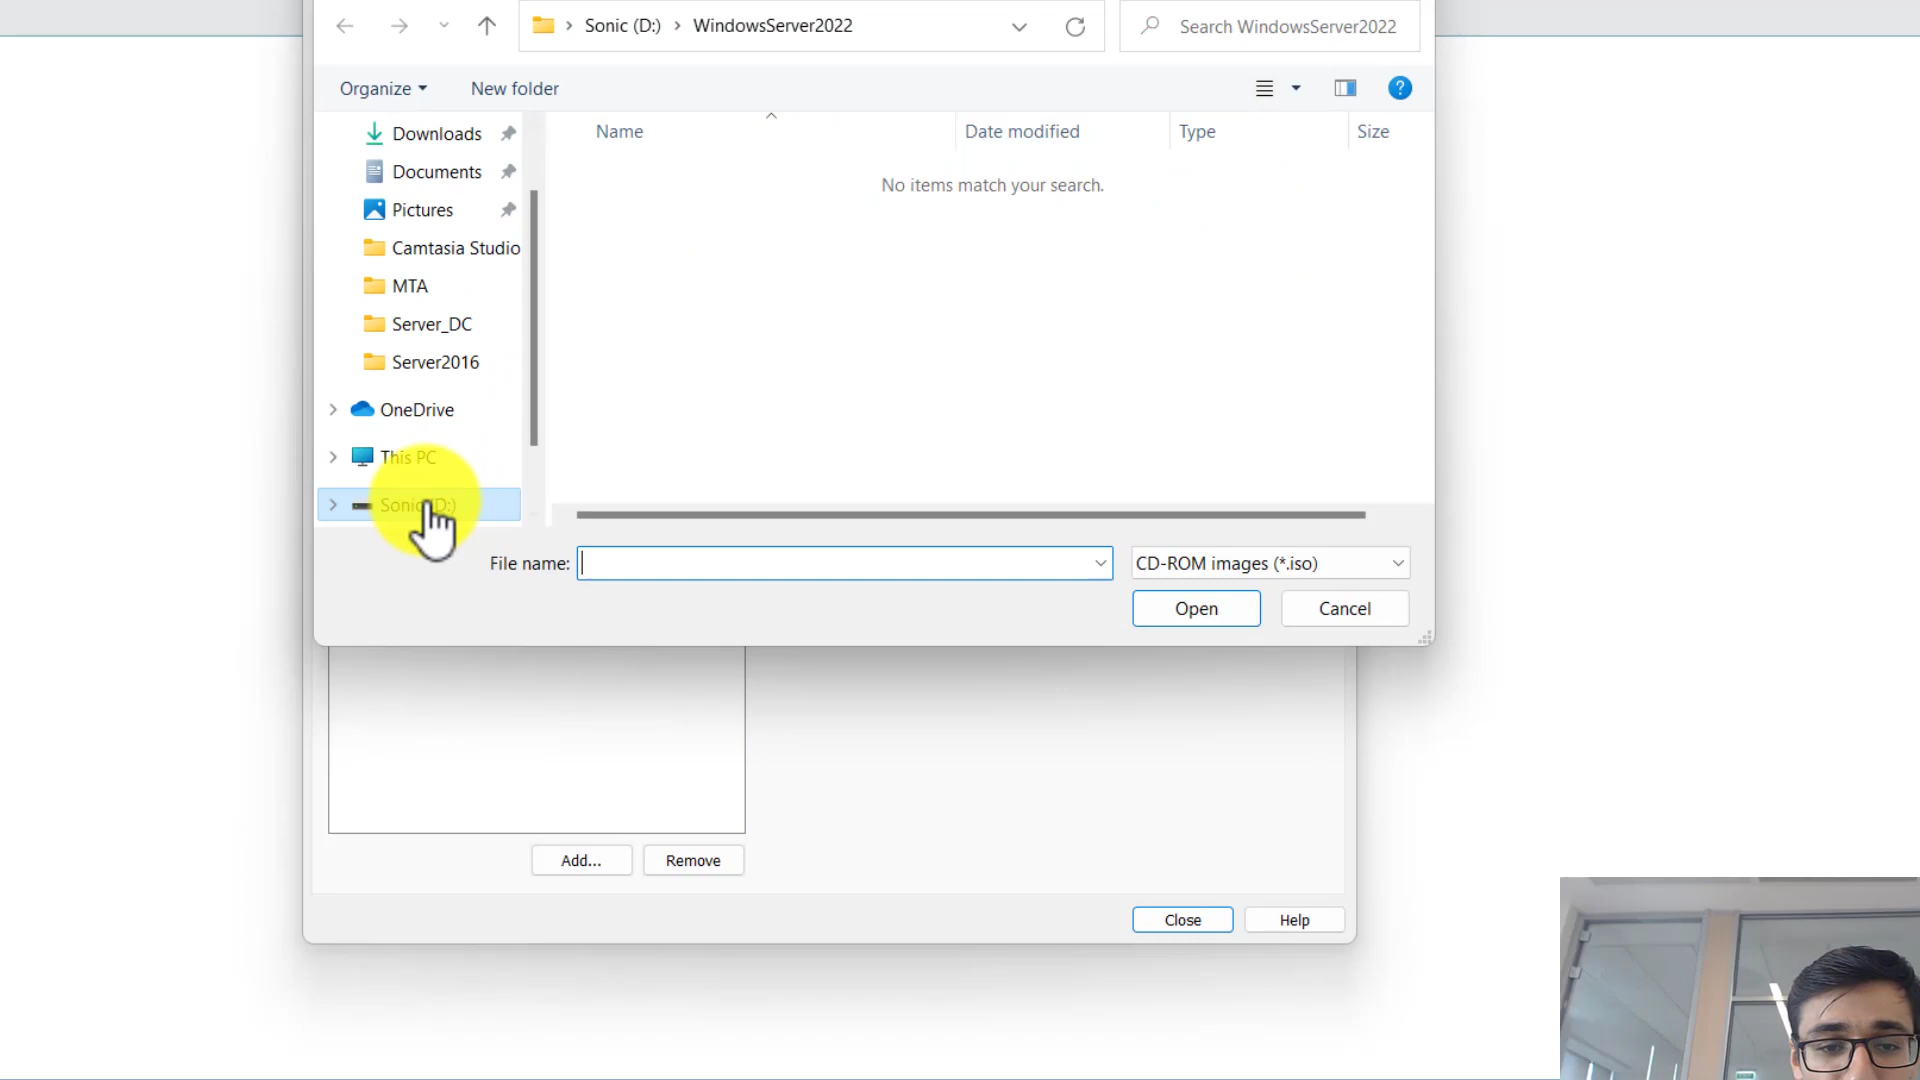 Sonic (D:) WindowsServer2022
Search WindowsServer2022
Organize
New folder
?
Name
Date modified
Type
Size
No items match your search.
Downloads
Documents
Pictures
Camtasia Studio
MTA
Server_DC
Server2016
OneDrive
This PC
Sonic (D:)
File name:
CD-ROM images (*.iso)
Open
Cancel
Add...
Remove
Close
Help